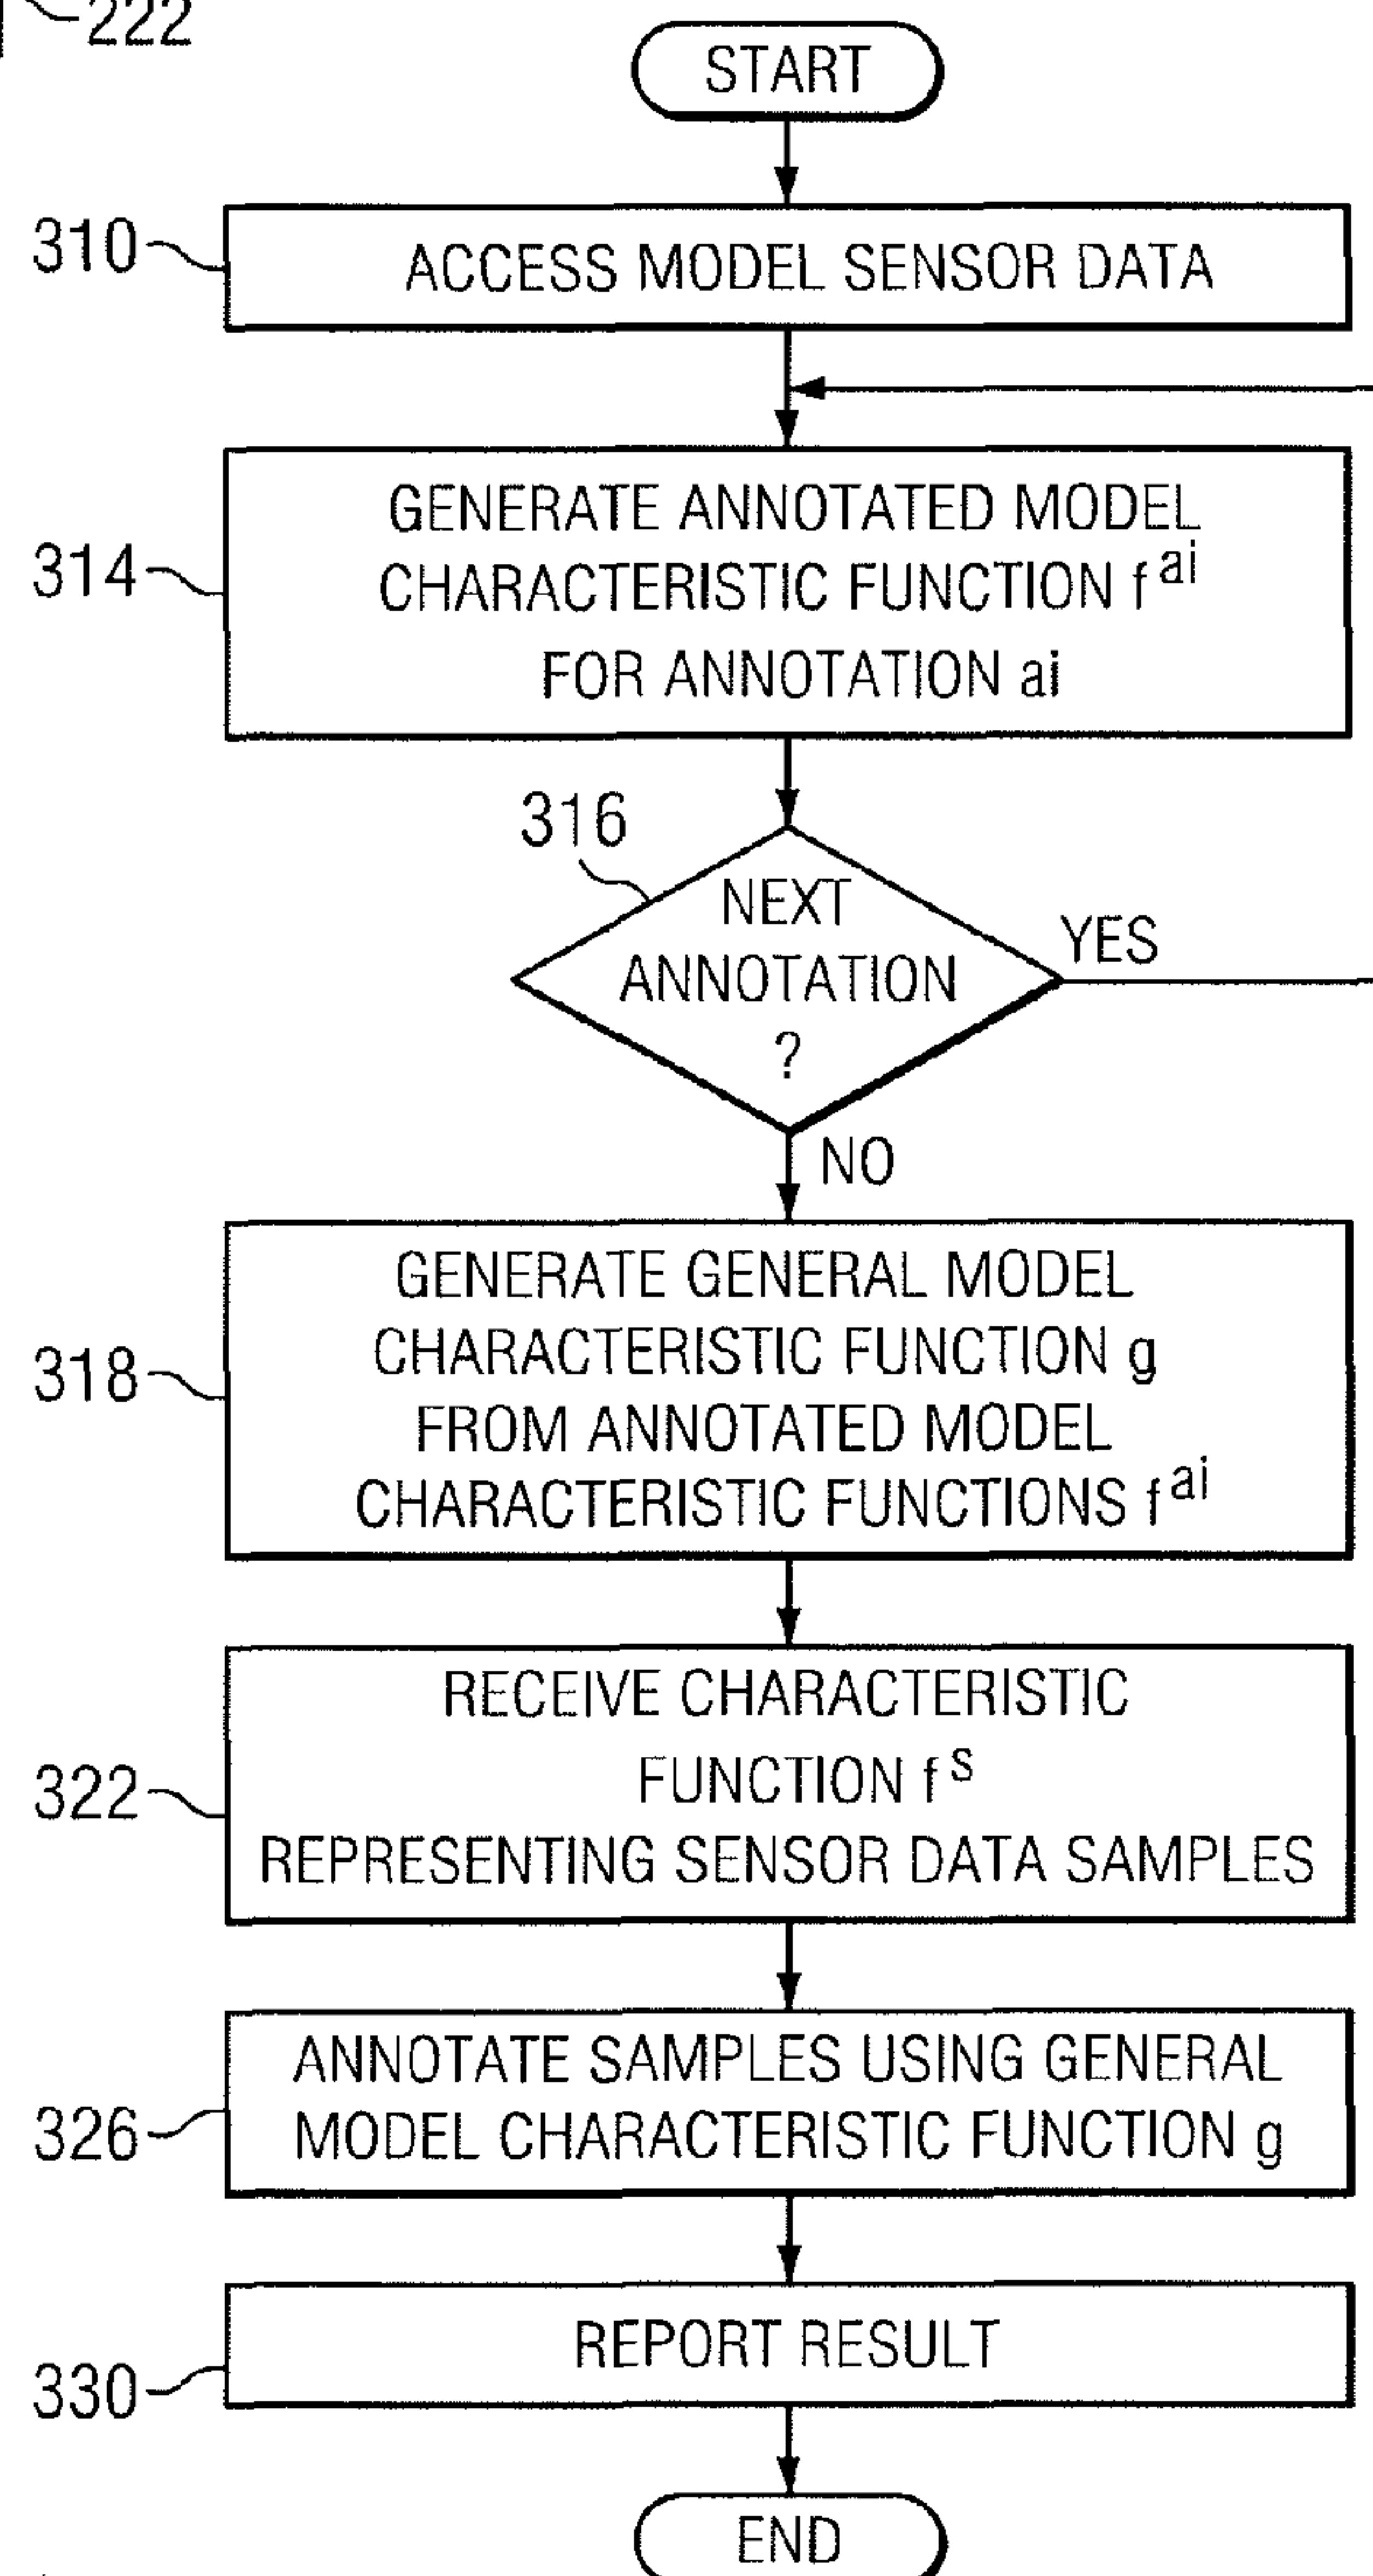 222
START
310
ACCESS MODEL SENSOR DATA
314
GENERATE ANNOTATED MODEL
CHARACTERISTIC FUNCTION f^ai
FOR ANNOTATION ai
316
NEXT
ANNOTATION
?
YES
NO
318
GENERATE GENERAL MODEL
CHARACTERISTIC FUNCTION g
FROM ANNOTATED MODEL
CHARACTERISTIC FUNCTIONS f^ai
322
RECEIVE CHARACTERISTIC
FUNCTION f^s
REPRESENTING SENSOR DATA SAMPLES
326
ANNOTATE SAMPLES USING GENERAL
MODEL CHARACTERISTIC FUNCTION g
330
REPORT RESULT
END